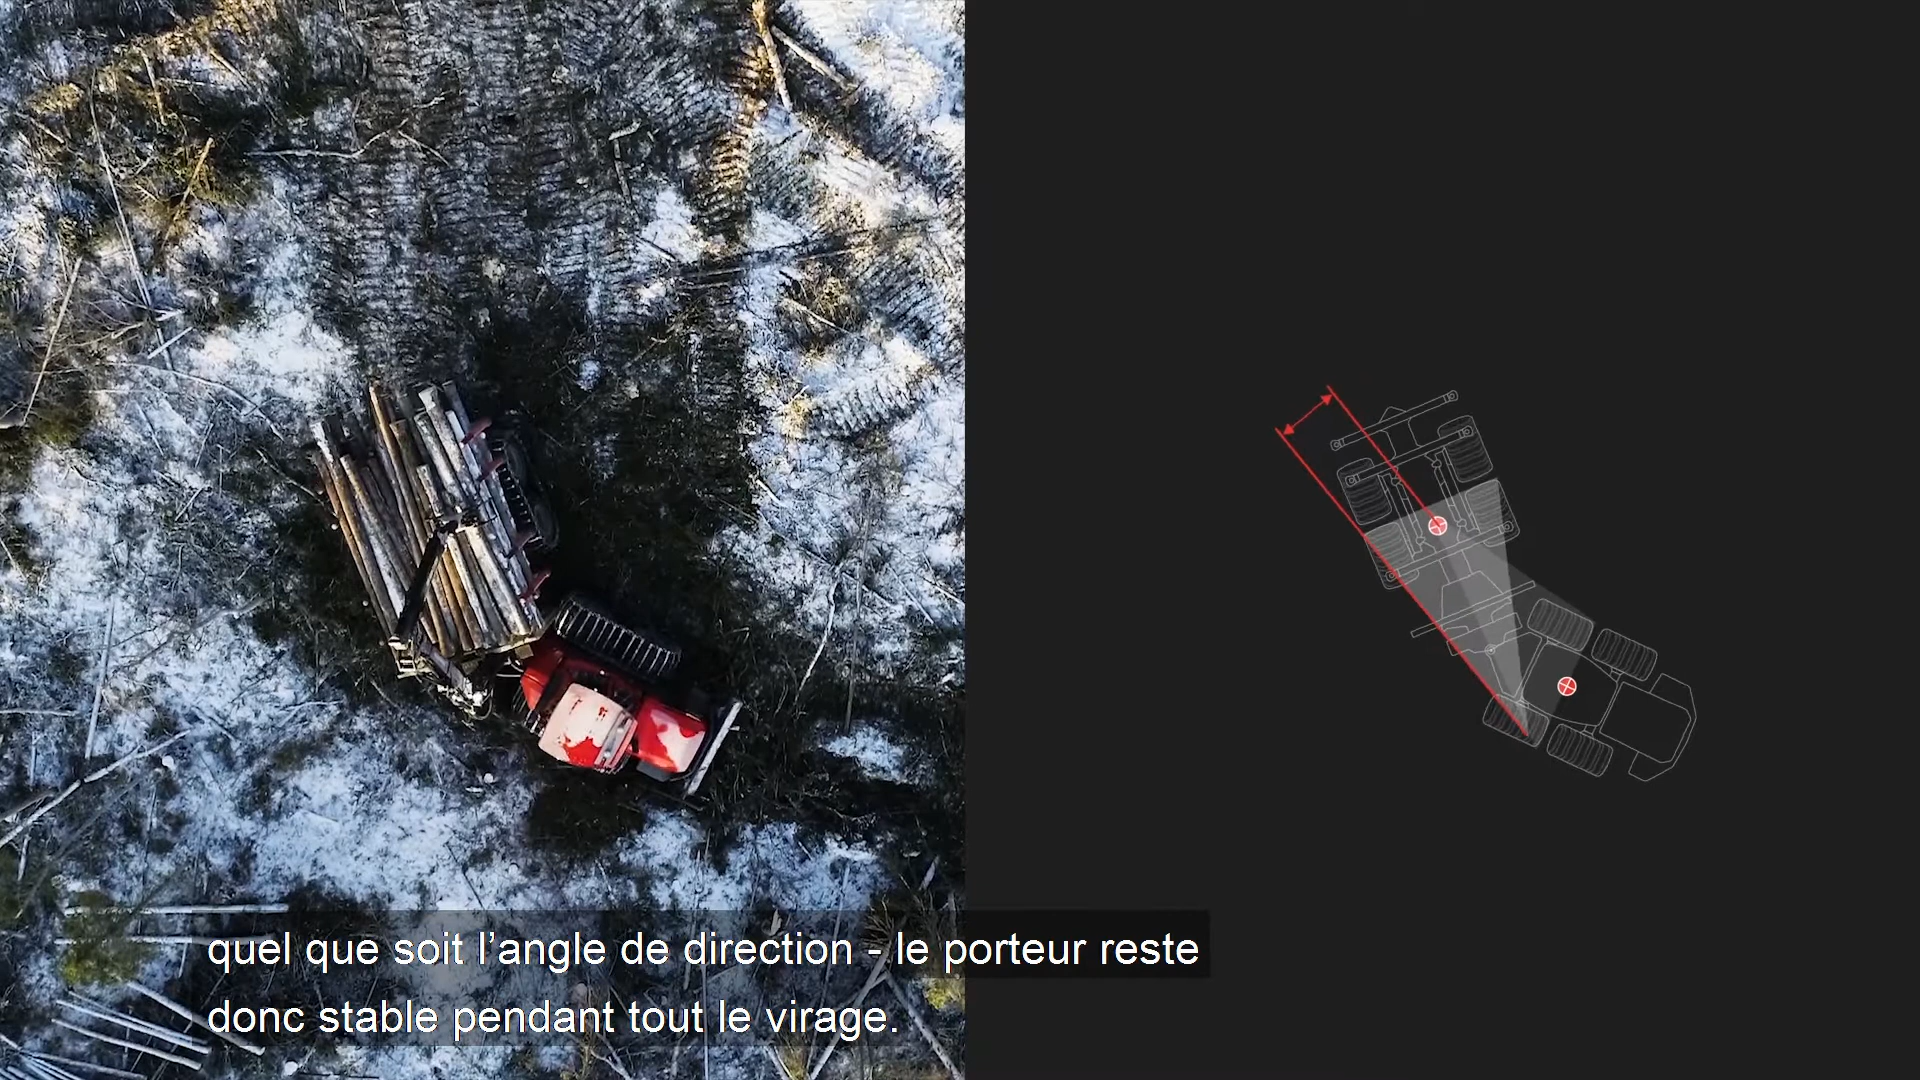 quel que soit l’angle de direction - le porteur reste
donc stable pendant tout le virage.